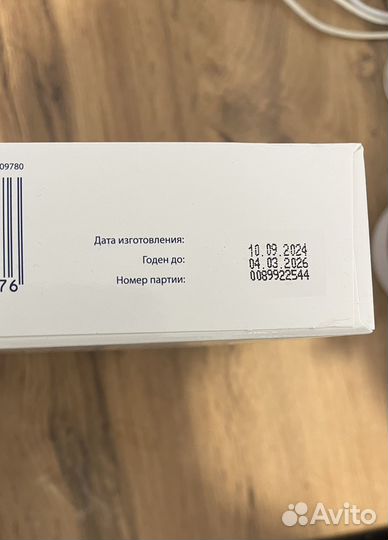 09780
76
Дата изготовления: 10.09.2024
Годен до: 04.03.2026
Номер партии: 0089922544
Avito